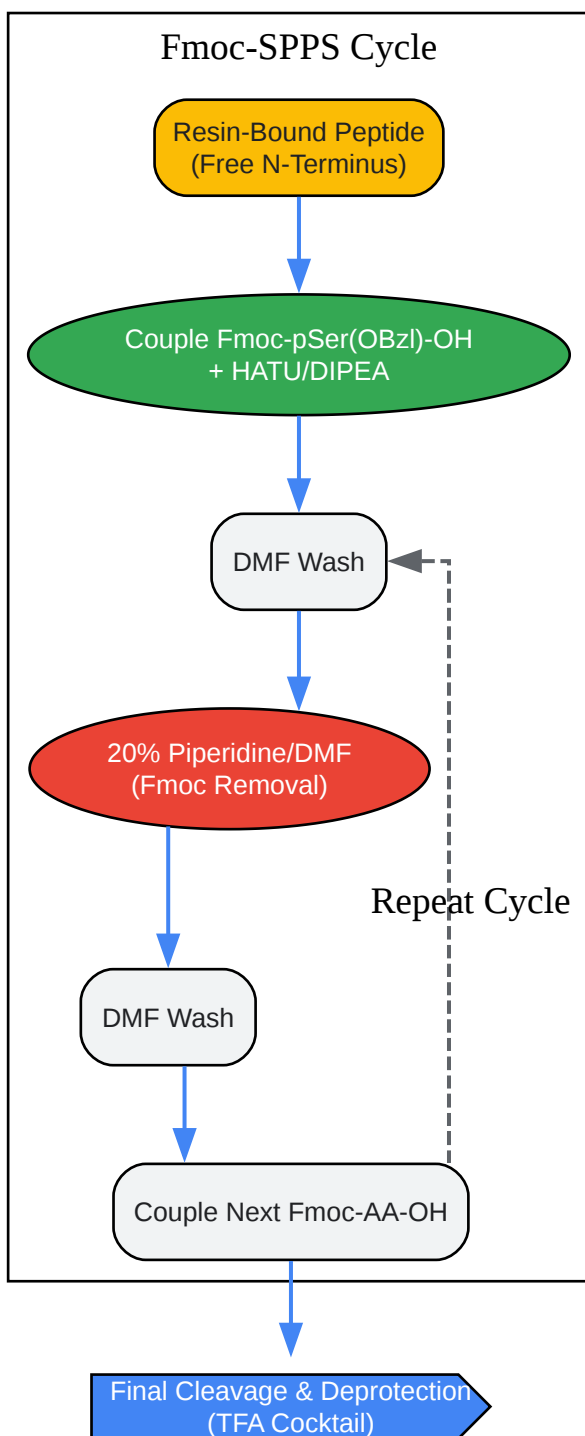 Fmoc-SPPS Cycle
Resin-Bound Peptide
(Free N-Terminus)
Couple Fmoc-pSer(OBzl)-OH
+ HATU/DIPEA
DMF Wash
20% Piperidine/DMF
(Fmoc Removal)
Repeat Cycle
DMF Wash
Couple Next Fmoc-AA-OH
Final Cleavage & Deprotection
(TFA Cocktail)